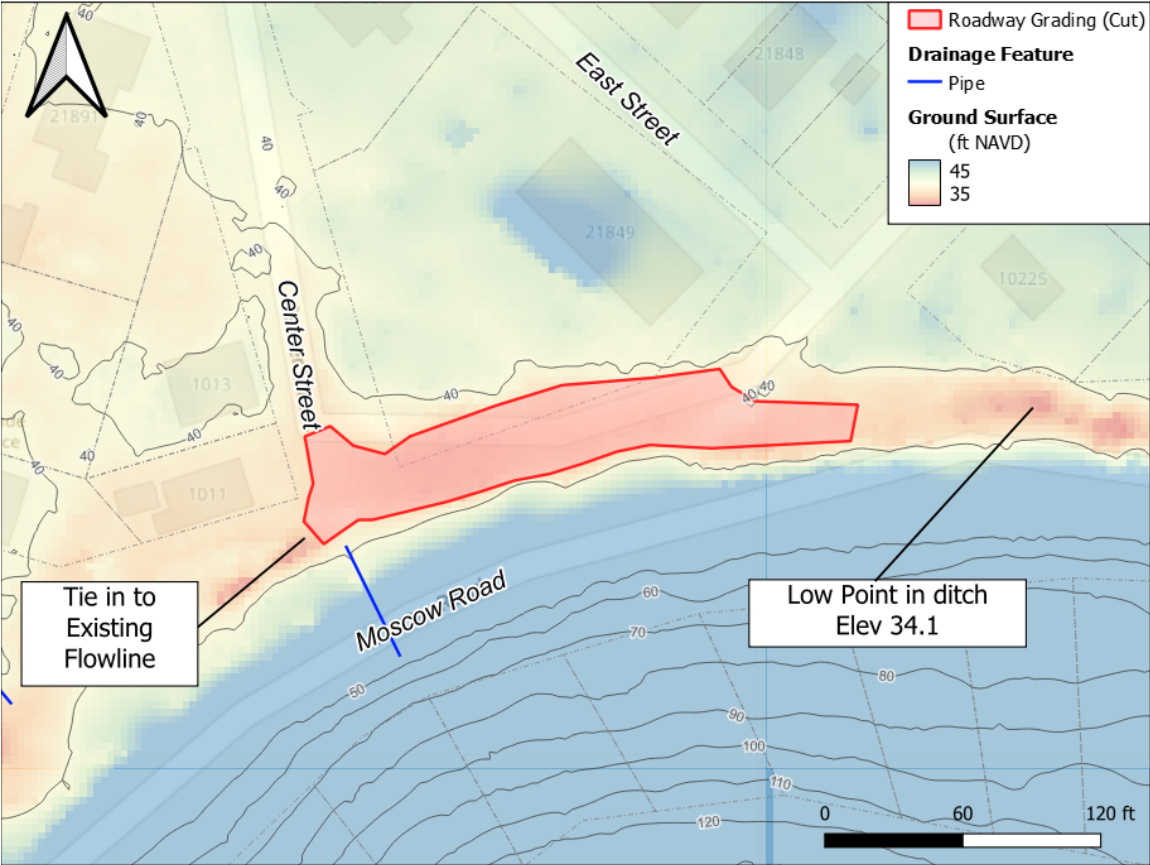 Roadway Grading (Cut)
Drainage Feature
Pipe
Ground Surface
(ft NAVD)
45
35
East Street
21848
21891
40
40
40
40
21849
10225
40
40
Center Street
1013
40
40
40
40
40
40
1011
Tie in to
Existing
Flowline
Moscow Road
Low Point in ditch
Elev 34.1
50
60
70
80
90
100
110
120
0
60
120 ft